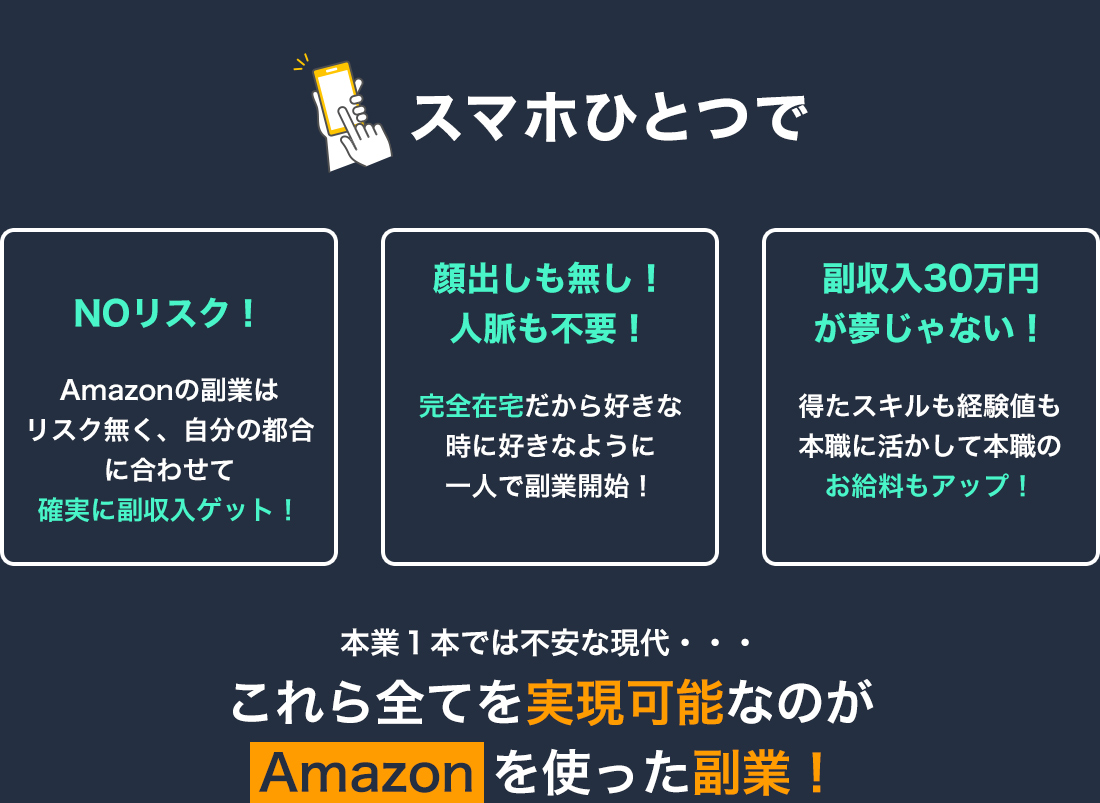 スマホひとつで
NOリスク！
Amazonの副業は
リスク無く、自分の都合
に合わせて
確実に副収入ゲット！
顔出しも無し！
人脈も不要！
完全在宅だから好きな
時に好きなように
一人で副業開始！
副収入30万円
が夢じゃない！
得たスキルも経験値も
本職に活かして本職の
お給料もアップ！
本業１本では不安な現代・・・
これら全てを実現可能なのが
Amazonを使った副業！